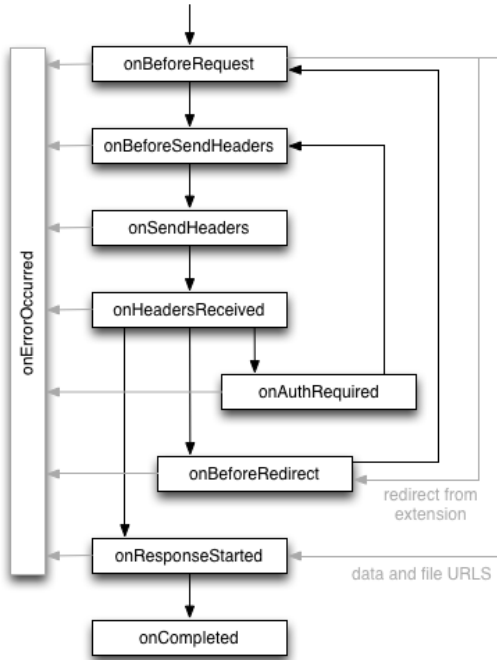 onBeforeRequest
onBeforeSendHeaders
onSendHeaders
onErrorOccurred
onHeadersReceived
onAuthRequired
onBeforeRedirect
redirect from
extension
onResponseStarted
data and file URLS
onCompleted